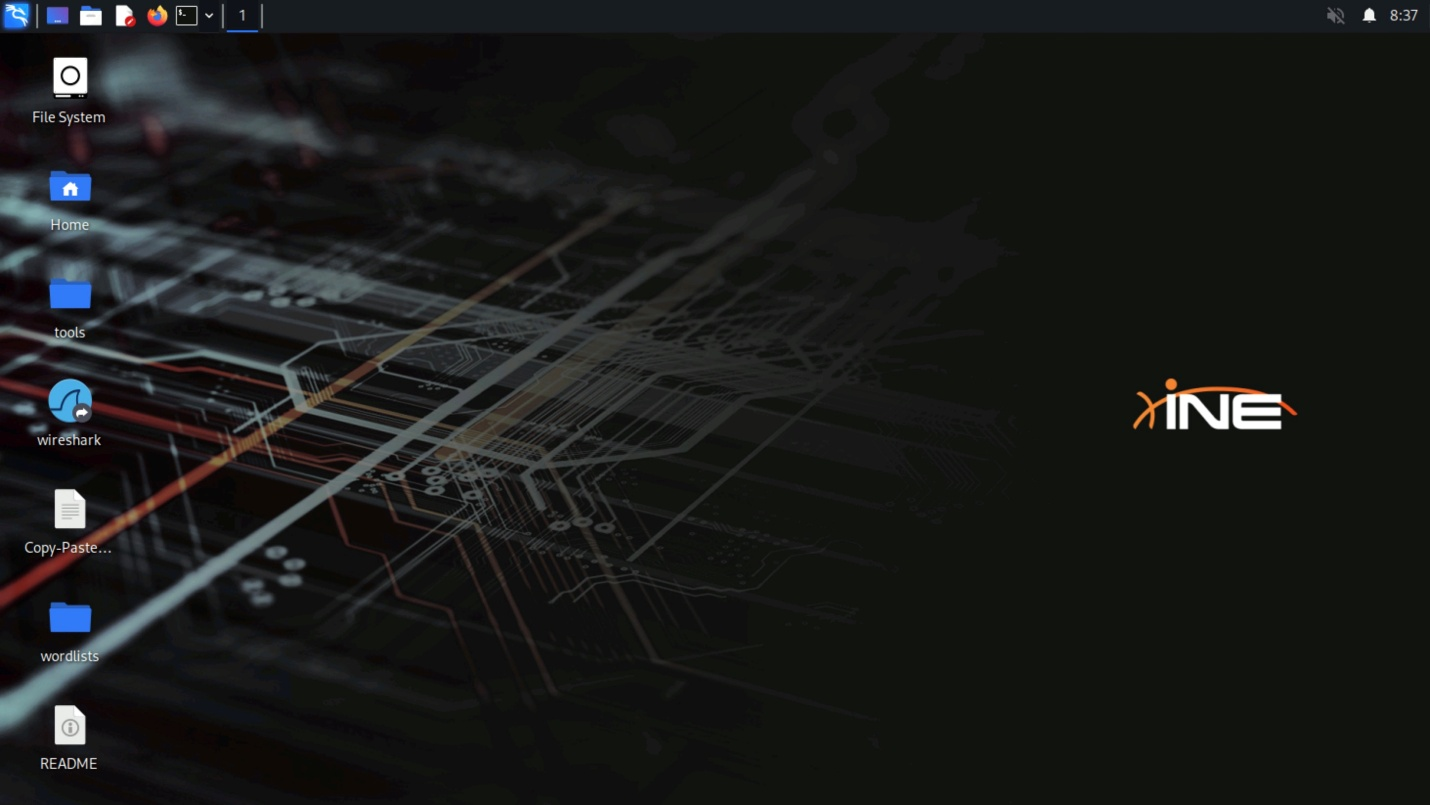 1
8:37
File System
Home
tools
wireshark
Copy-Paste...
wordlists
README
INE